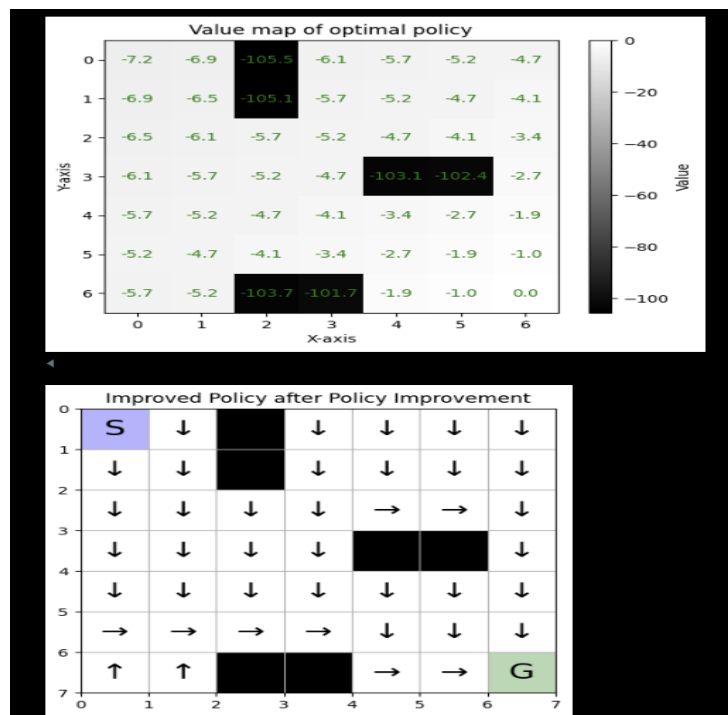 Value map of optimal policy
0 -7.2 -6.9 -105.5 -6.1 -5.7 -5.2 -4.7
1 -6.9 -6.5 -105.1 -5.7 -5.2 -4.7 -4.1
2 -6.5 -6.1 -5.7 -5.2 -4.7 -4.1 -3.4
3 -6.1 -5.7 -5.2 -4.7 -103.1 -102.4 -2.7
4 -5.7 -5.2 -4.7 -4.1 -3.4 -2.7 -1.9
5 -5.2 -4.7 -4.1 -3.4 -2.7 -1.9 -1.0
6 -5.7 -5.2 -103.7 -101.7 -1.9 -1.0 0.0
0 1 2 3 4 5 6
X-axis
Y-axis
0
−20
−40
−60
−80
−100
Value
Improved Policy after Policy Improvement
0
S ↓ ↓ ↓ ↓ ↓
1
↓ ↓ ↓ ↓ ↓ ↓
2
↓ ↓ ↓ ↓ → → ↓
3
↓ ↓ ↓ ↓ ↓
4
↓ ↓ ↓ ↓ ↓ ↓ ↓
5
→ → → → ↓ ↓ ↓
6
↑ ↑ → → G
7
0 1 2 3 4 5 6 7